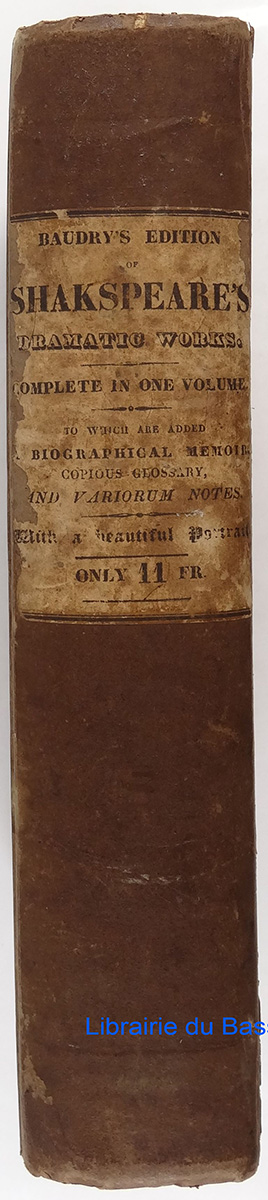 BAUDRY'S EDITION
OF
SHAKSPEARE'S
DRAMATIC WORKS.
COMPLETE IN ONE VOLUME.
TO WHICH ARE ADDED
BIOGRAPHICAL MEMOIR,
COPIOUS GLOSSARY,
AND VARIORUM NOTES.
With a beautiful Portrait
ONLY 11 FR.
Librairie du Bass